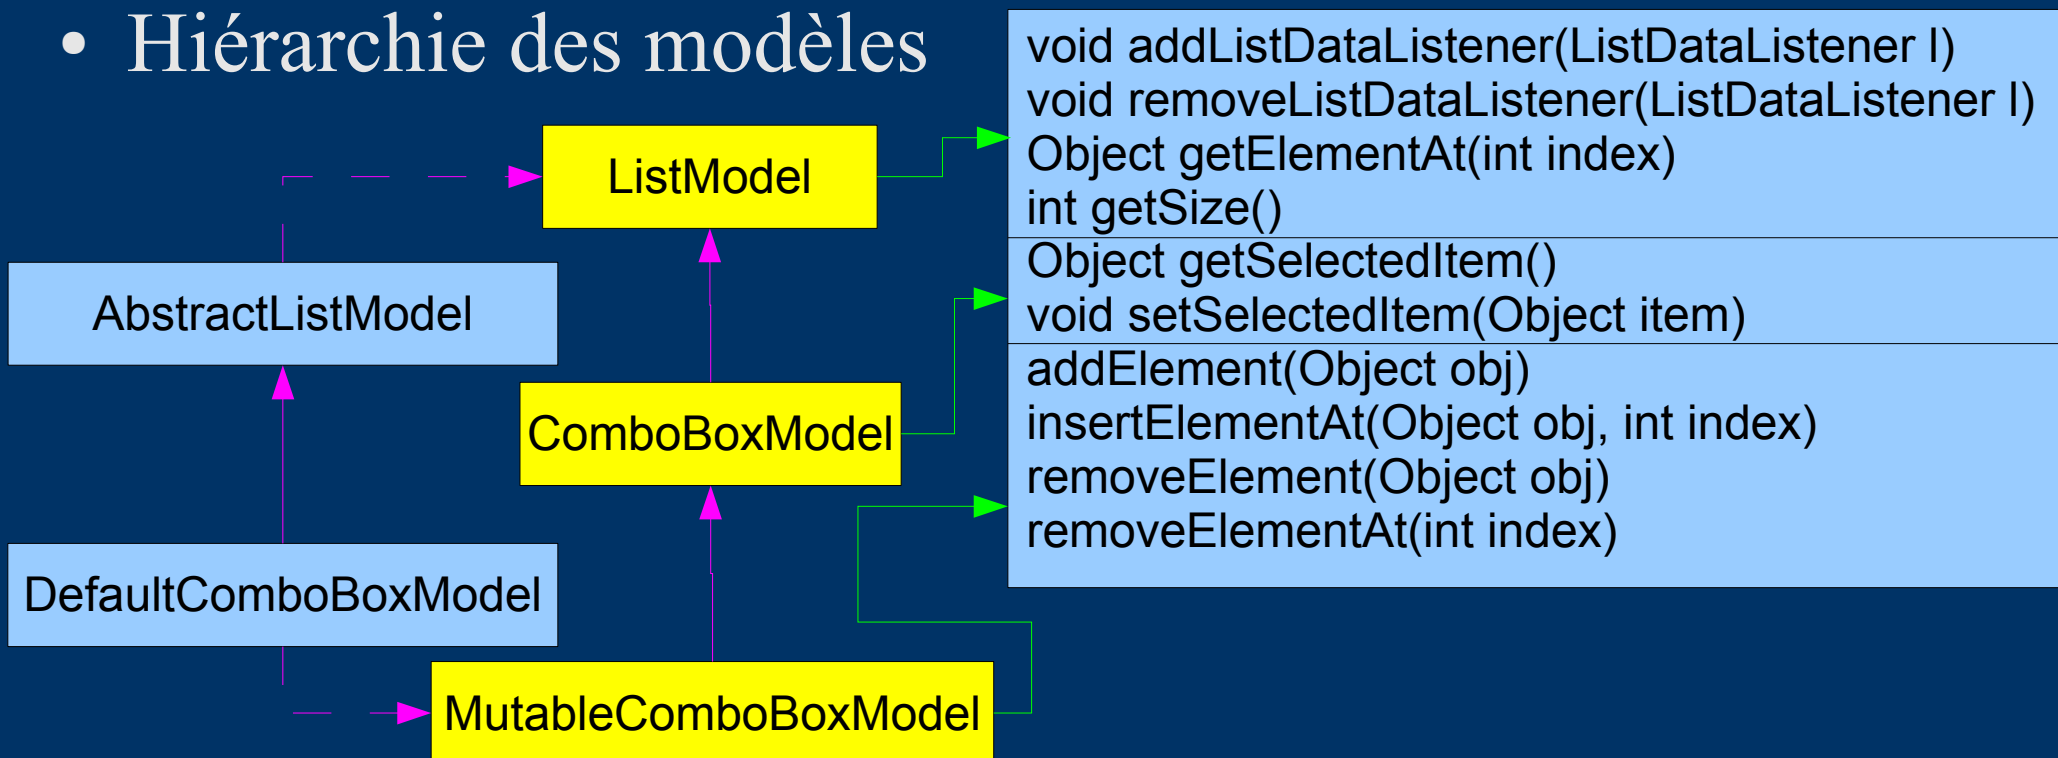 • Hiérarchie des modèles
void addListDataListener(ListDataListener l)
void removeListDataListener(ListDataListener l)
Object getElementAt(int index)
int getSize()
Object getSelectedItem()
void setSelectedItem(Object item)
addElement(Object obj)
insertElementAt(Object obj, int index)
removeElement(Object obj)
removeElementAt(int index)
ListModel
AbstractListModel
ComboBoxModel
DefaultComboBoxModel
MutableComboBoxModel